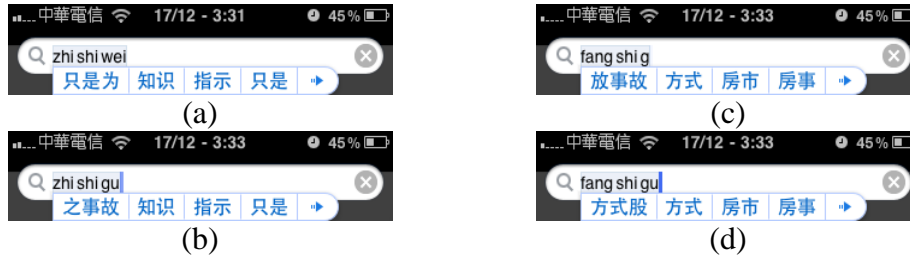 中華電信 17/12 - 3:31 45%
zhi shi wei
只是为 知识 指示 只是
(a)
中華電信 17/12 - 3:33 45%
zhi shi gu
之事故 知识 指示 只是
(b)
中華電信 17/12 - 3:33 45%
fang shi g
放事故 方式 房市 房事
(c)
中華電信 17/12 - 3:33 45%
fang shi gu
方式股 方式 房市 房事
(d)